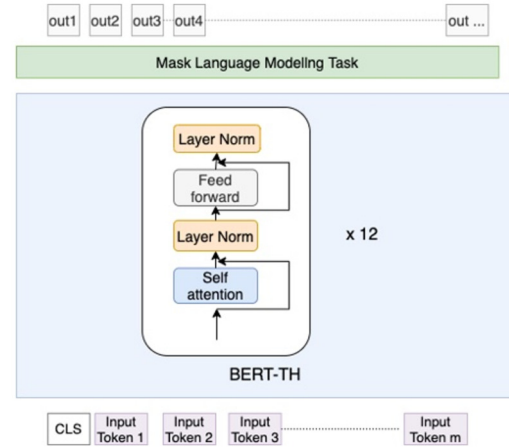 out1 out2 out3 out4 out ...
Mask Language Modellng Task
Layer Norm
Feed
forward
Layer Norm
x 12
Self
attention
BERT-TH
CLS Input Token 1 Input Token 2 Input Token 3 Input Token m